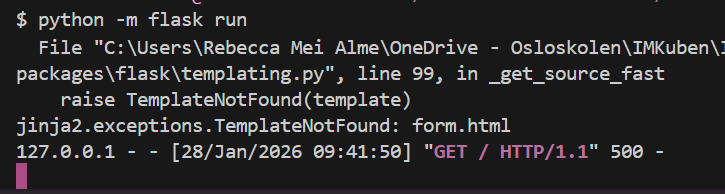 $ python -m flask run
File "C:\Users\Rebecca Mei Alme\OneDrive - Osloskolen\IMKuben\
packages\flask\templating.py", line 99, in _get_source_fast
raise TemplateNotFound(template)
jinja2.exceptions.TemplateNotFound: form.html
127.0.0.1 - - [28/Jan/2026 09:41:50] "GET / HTTP/1.1" 500 -